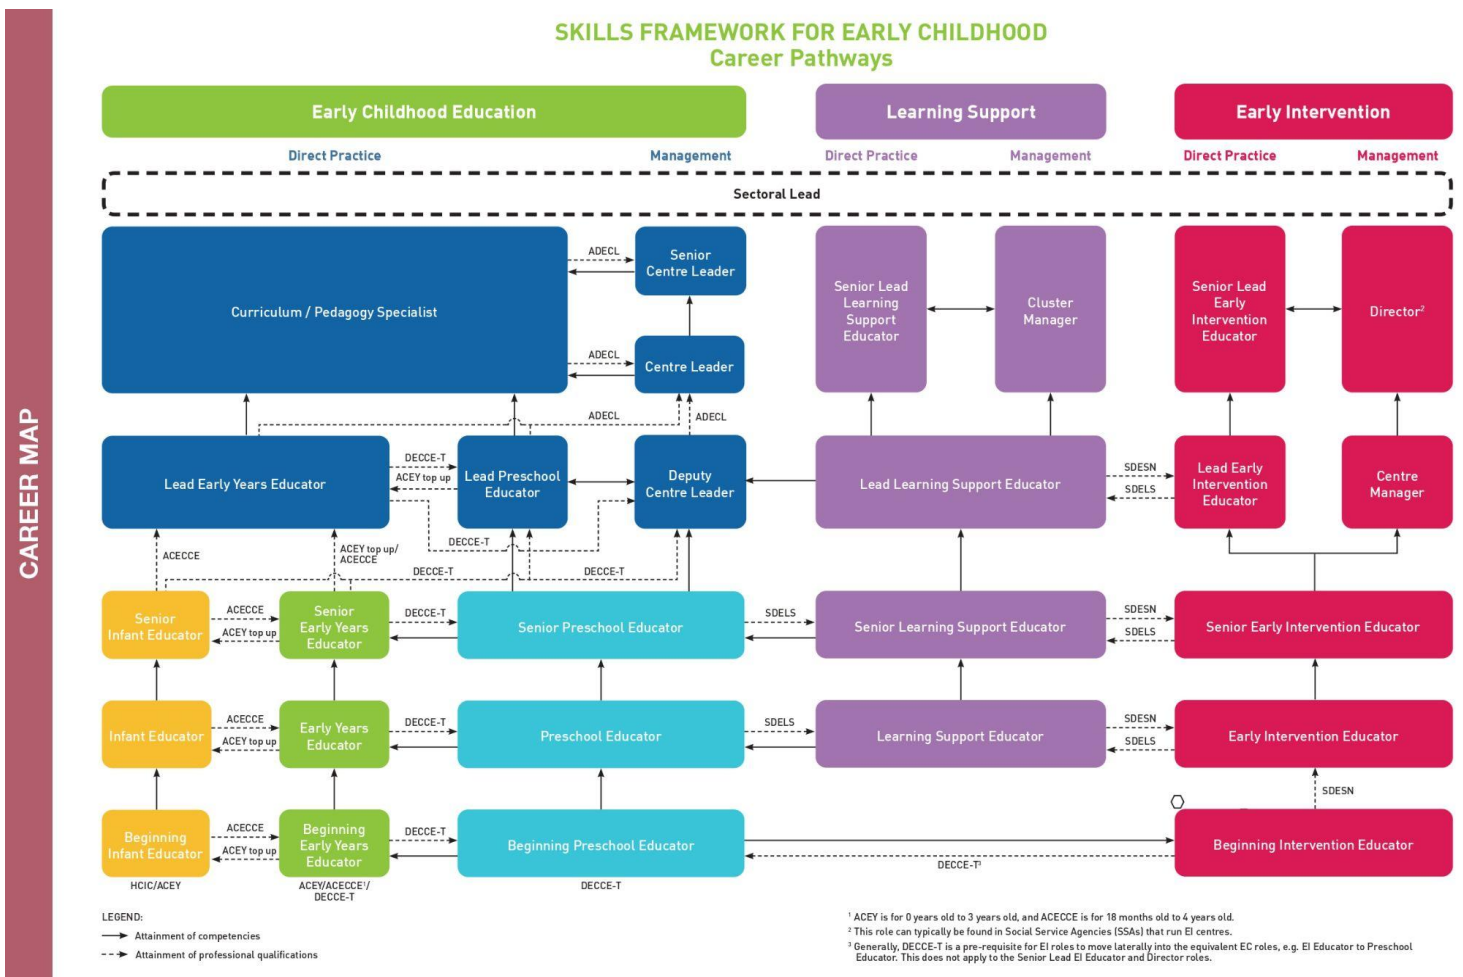 CAREER MAP
SKILLS FRAMEWORK FOR EARLY CHILDHOOD
Career Pathways
Early Childhood Education
Learning Support
Early Intervention
Direct Practice
Management
Direct Practice
Management
Direct Practice
Management
Sectoral Lead
Curriculum / Pedagogy Specialist
ADECL
Senior
Centre Leader
ADECL
Centre Leader
Senior Lead
Learning
Support
Educator
Cluster
Manager
Senior Lead
Early
Intervention
Educator
Director²
ADECL
ADECL
Lead Early Years Educator
DECCE-T
ACEY top up
Lead Preschool
Educator
Deputy
Centre Leader
Lead Learning Support Educator
SDESN
SDELS
Lead Early
Intervention
Educator
Centre
Manager
ACECCE
ACEY top up/
ACECCE
DECCE-T
DECCE-T
DECCE-T
Senior
Infant Educator
ACECCE
ACEY top up
Senior
Early Years
Educator
DECCE-T
Senior Preschool Educator
SDELS
Senior Learning Support Educator
SDESN
SDELS
Senior Early Intervention Educator
Infant Educator
ACECCE
ACEY top up
Early Years
Educator
DECCE-T
Preschool Educator
SDELS
Learning Support Educator
SDESN
SDELS
Early Intervention Educator
SDESN
Beginning
Infant Educator
ACECCE
ACEY top up
Beginning
Early Years
Educator
DECCE-T
Beginning Preschool Educator
DECCE-T³
Beginning Intervention Educator
HCIC/ACEY
ACEY/ACECCE¹/
DECCE-T
DECCE-T
LEGEND:
Attainment of competencies
Attainment of professional qualifications
¹ ACEY is for 0 years old to 3 years old, and ACECCE is for 18 months old to 4 years old.
² This role can typically be found in Social Service Agencies (SSAs) that run EI centres.
³ Generally, DECCE-T is a pre-requisite for EI roles to move laterally into the equivalent EC roles, e.g. EI Educator to Preschool
Educator. This does not apply to the Senior Lead EI Educator and Director roles.